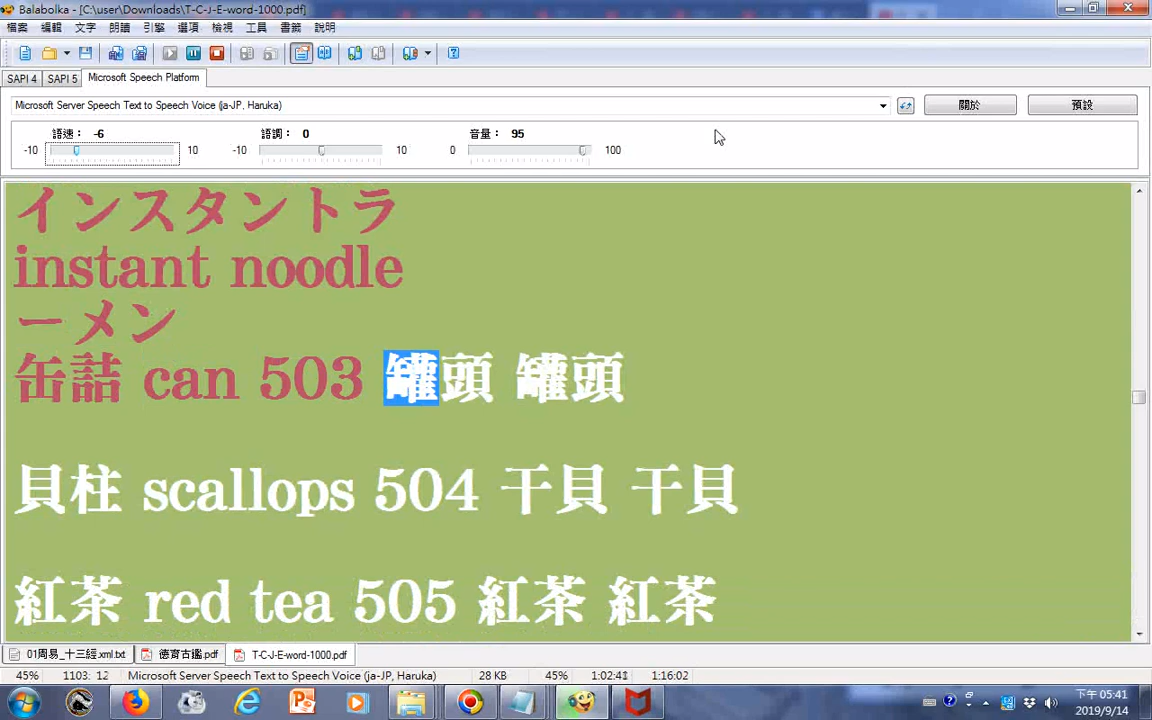 Balabolka - [C:\user\Downloads\T-C-J-E-word-1000.pdf]
檔案 編輯 文字 朗讀 引擎 選項 檢視 工具 書籤 說明
SAPI 4 SAPI 5 Microsoft Speech Platform
Microsoft Server Speech Text to Speech Voice (ja-JP, Haruka) 關於 預設
語速： -6 語調： 0 音量： 95
-10 10 -10 10 0 100
インスタントラ
instant noodle
ーメン
缶詰 can 503 罐頭 罐頭
貝柱 scallops 504 干貝 干貝
紅茶 red tea 505 紅茶 紅茶
01周易_十三經.xml.txt 德育古鑑.pdf T-C-J-E-word-1000.pdf
45% 1103: 12 Microsoft Server Speech Text to Speech Voice (ja-JP, Haruka) 28 KB 45% 1:02:41 1:16:02
下午 05:41
2019/9/14